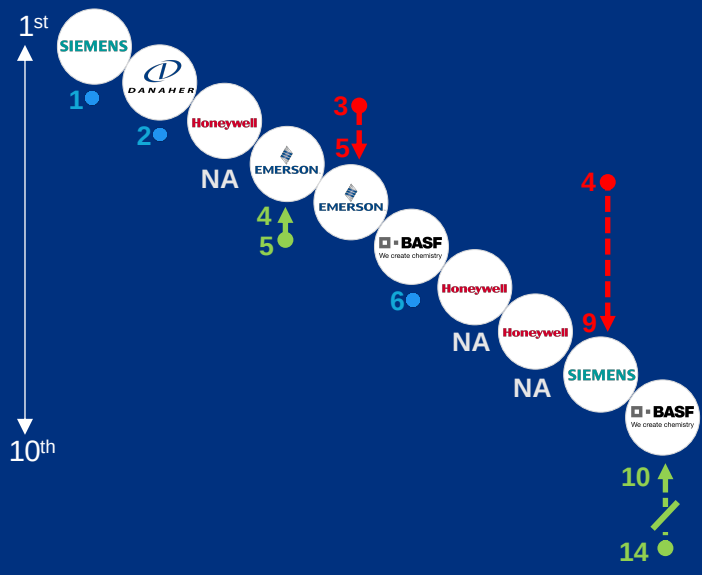 1st
SIEMENS
1
DANAHER
2
Honeywell
NA
EMERSON
4
5
3
5
EMERSON
BASF
We create chemistry
6
Honeywell
NA
Honeywell
NA
4
9
SIEMENS
BASF
We create chemistry
10
14
10th